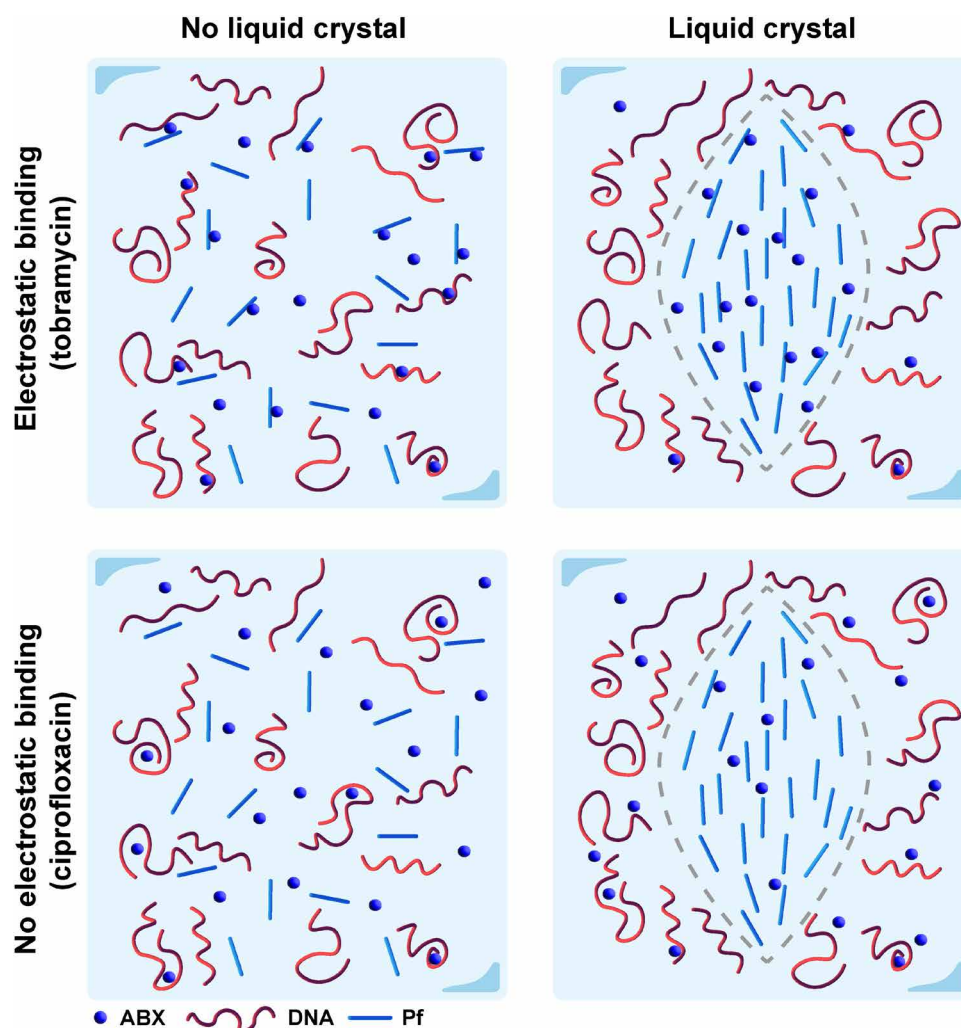 No liquid crystal
Liquid crystal
Electrostatic binding
(tobramycin)
No electrostatic binding
(ciprofloxacin)
ABX
DNA
Pf